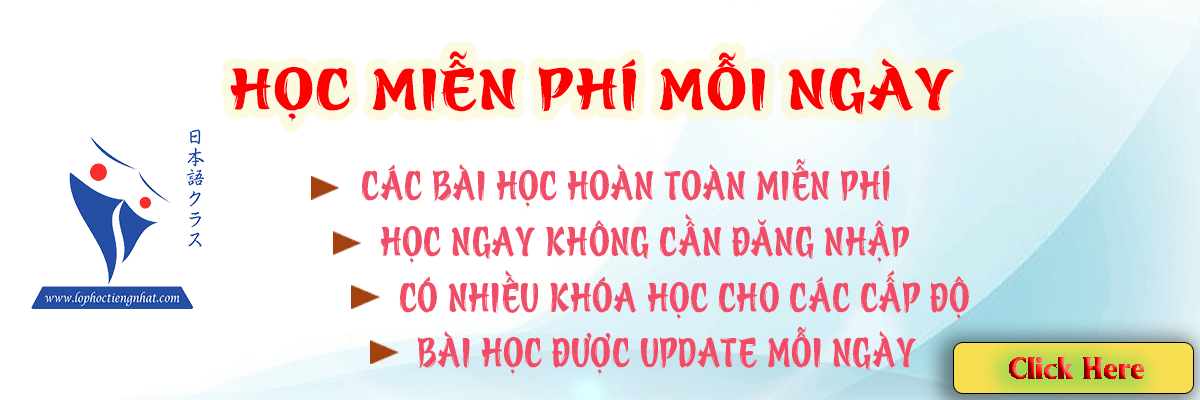 HỌC MIỄN PHÍ MỖI NGÀY
日本語クラス
www.lophoctiengnhat.com
CÁC BÀI HỌC HOÀN TOÀN MIỄN PHÍ
HỌC NGAY KHÔNG CẦN ĐĂNG NHẬP
CÓ NHIỀU KHÓA HỌC CHO CÁC CẤP ĐỘ
BÀI HỌC ĐƯỢC UPDATE MỖI NGÀY
Click Here